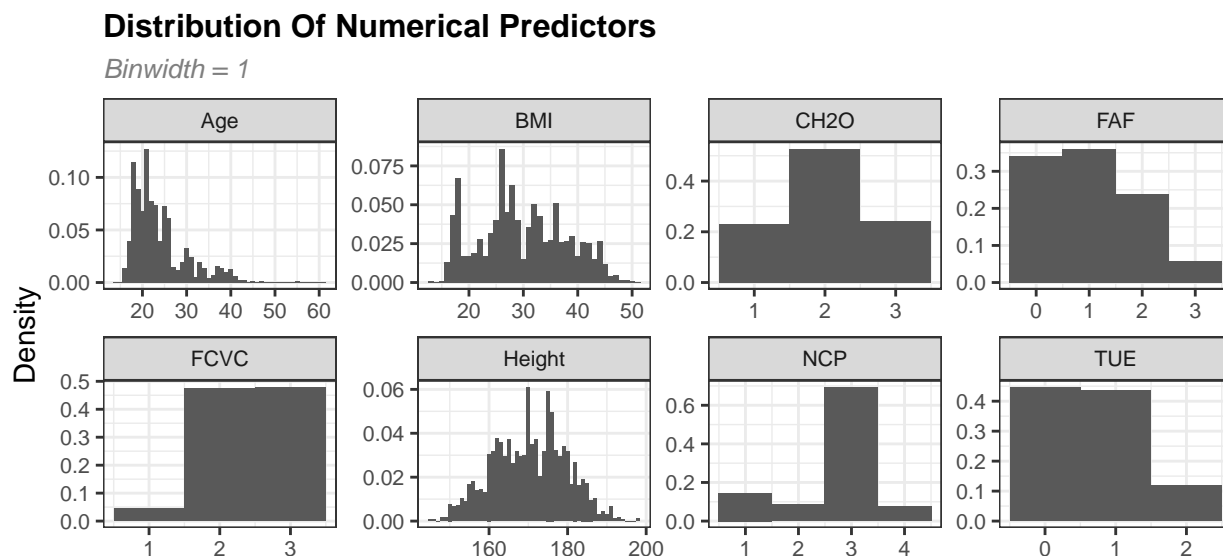 Distribution Of Numerical Predictors
Binwidth = 1
Age BMI CH2O FAF
0.10
0.05
0.00
20 30 40 50 60
0.075
0.050
0.025
0.000
20 30 40 50
0.4
0.2
0.0
1 2 3
0.3
0.2
0.1
0.0
0 1 2 3
Density
FCVC Height NCP TUE
0.5
0.4
0.3
0.2
0.1
0.0
1 2 3
0.06
0.04
0.02
0.00
160 180 200
0.6
0.4
0.2
0.0
1 2 3 4
0.4
0.3
0.2
0.1
0.0
0 1 2